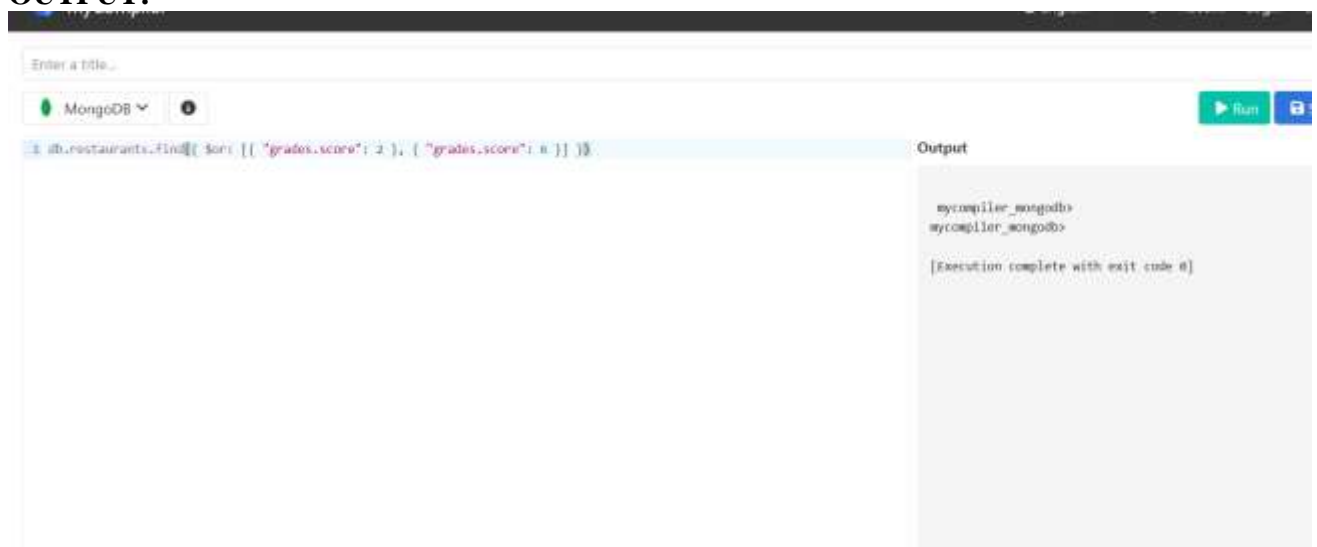 OUTPUT:
Enter a title...
MongoDB
Run
1 db.restaurants.find({ $or: [{ "grades.score": 2 }, { "grades.score": 6 }] })
Output
mycompiler_mongodb>
mycompiler_mongodb>
[Execution complete with exit code 0]